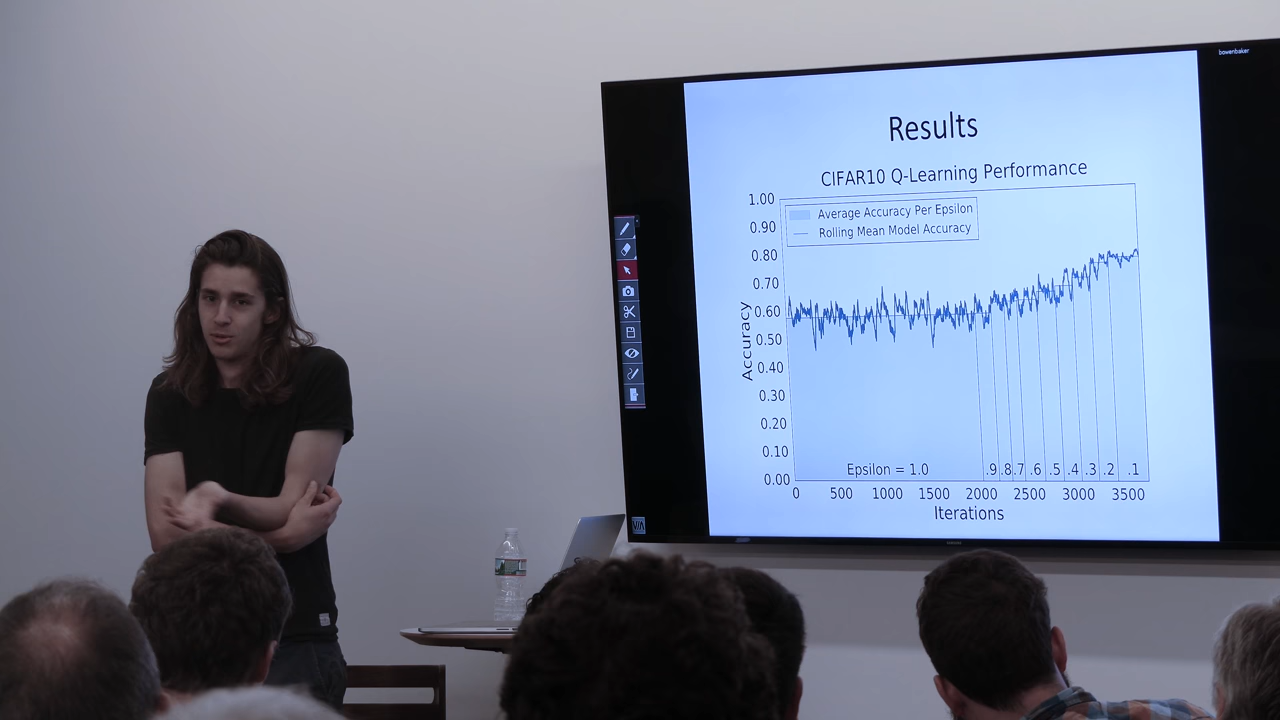 bowenbaker
Results
CIFAR10 Q-Learning Performance
1.00
Average Accuracy Per Epsilon
0.90
Rolling Mean Model Accuracy
0.80
0.70
0.60
Accuracy
0.50
0.40
0.30
0.20
0.10
Epsilon = 1.0 .9 .8 .7 .6 .5 .4 .3 .2 .1
0.00
0 500 1000 1500 2000 2500 3000 3500
Iterations
VIA